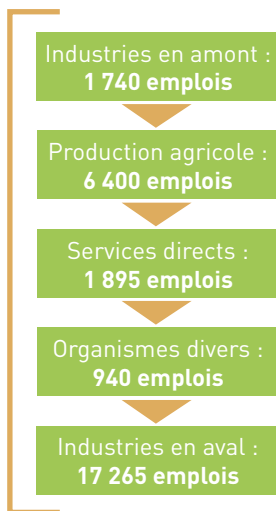 Industries en amont :
1 740 emplois
Production agricole :
6 400 emplois
Services directs :
1 895 emplois
Organismes divers :
940 emplois
Industries en aval :
17 265 emplois